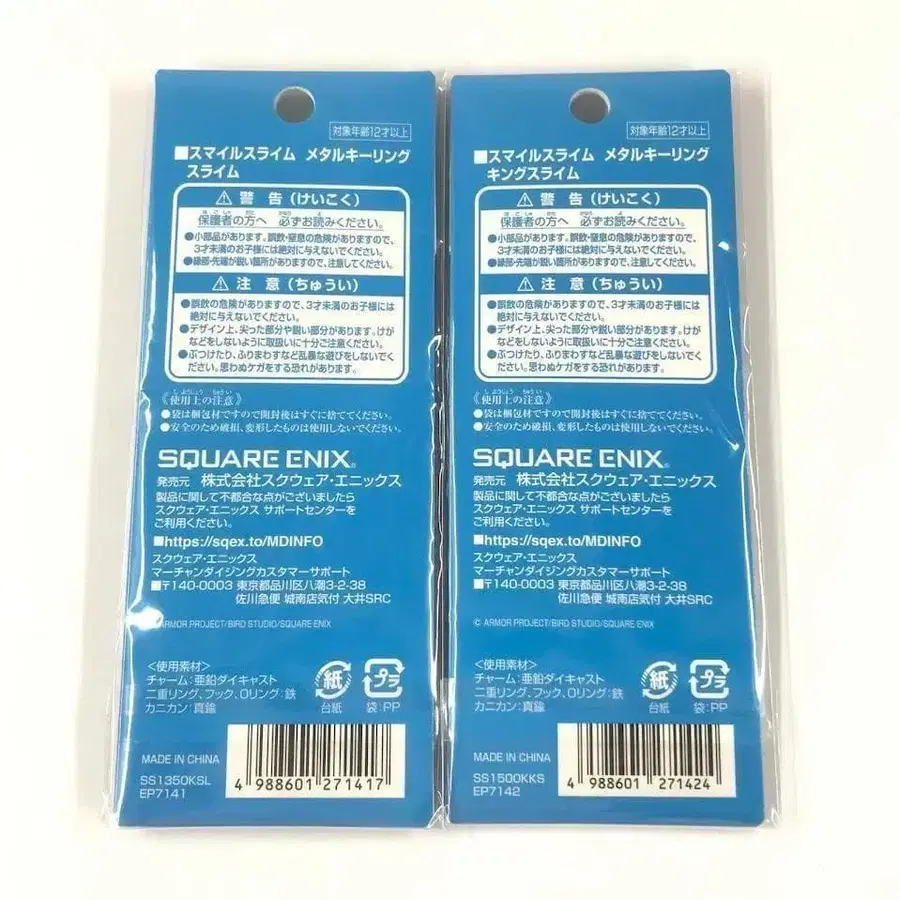 対象年齢12才以上
■スマイルスライム メタルキーリング
スライム
⚠ 警告(けいこく)
保護者の方へ 必ずお読みください。
●小部品があります。誤飲・窒息の危険がありますので、
3才未満のお子様には絶対に与えないでください。
●縁部・先端が鋭い箇所がありますので、注意してください。
⚠ 注意(ちゅうい)
●誤飲の危険がありますので、3才未満のお子様には
絶対に与えないでください。
●デザイン上、尖った部分や鋭い部分があります。けが
などをしないように取扱いに十分ご注意ください。
●ぶつけたり、ふりまわすなど乱暴な遊びをしないでく
ださい。思わぬケガをする恐れがあります。
しようじょう ちゅうい
《使用上の注意》
●袋は梱包材ですので開封後はすぐに捨ててください。
●安全のため破損、変形したものは使用しないでください。
SQUARE ENIX®
発売元 株式会社スクウェア・エニックス
製品に関して不都合な点がございましたら
スクウェア・エニックス サポートセンターを
ご利用ください。
■https://sqex.to/MDINFO
スクウェア・エニックス
マーチャンダイジングカスタマーサポート
■〒140-0003 東京都品川区八潮3-2-38
佐川急便 城南店気付 大井SRC
ARMOR PROJECT/BIRD STUDIO/SQUARE ENIX
<使用素材>
チャーム:亜鉛ダイキャスト
二重リング、フック、Oリング:鉄
カニカン:真鍮
紙
台紙
プラ
袋:PP
MADE IN CHINA
SS1350KSL
EP7141
4 988601 271417
対象年齢12才以上
■スマイルスライム メタルキーリング
キングスライム
⚠ 警告(けいこく)
保護者の方へ 必ずお読みください。
●小部品があります。誤飲・窒息の危険がありますので、
3才未満のお子様には絶対に与えないでください。
●縁部・先端が鋭い箇所がありますので、注意してください。
⚠ 注意(ちゅうい)
●誤飲の危険がありますので、3才未満のお子様には
絶対に与えないでください。
●デザイン上、尖った部分や鋭い部分があります。けが
などをしないように取扱いに十分ご注意ください。
●ぶつけたり、ふりまわすなど乱暴な遊びをしないでく
ださい。思わぬケガをする恐れがあります。
しようじょう ちゅうい
《使用上の注意》
●袋は梱包材ですので開封後はすぐに捨ててください。
●安全のため破損、変形したものは使用しないでください。
SQUARE ENIX®
発売元 株式会社スクウェア・エニックス
製品に関して不都合な点がございましたら
スクウェア・エニックス サポートセンターを
ご利用ください。
■https://sqex.to/MDINFO
スクウェア・エニックス
マーチャンダイジングカスタマーサポート
■〒140-0003 東京都品川区八潮3-2-38
佐川急便 城南店気付 大井SRC
© ARMOR PROJECT/BIRD STUDIO/SQUARE ENIX
<使用素材>
チャーム:亜鉛ダイキャスト
二重リング、フック、Oリング:鉄
カニカン:真鍮
紙
台紙
プラ
袋:PP
MADE IN CHINA
SS1500KKS
EP7142
4 988601 271424